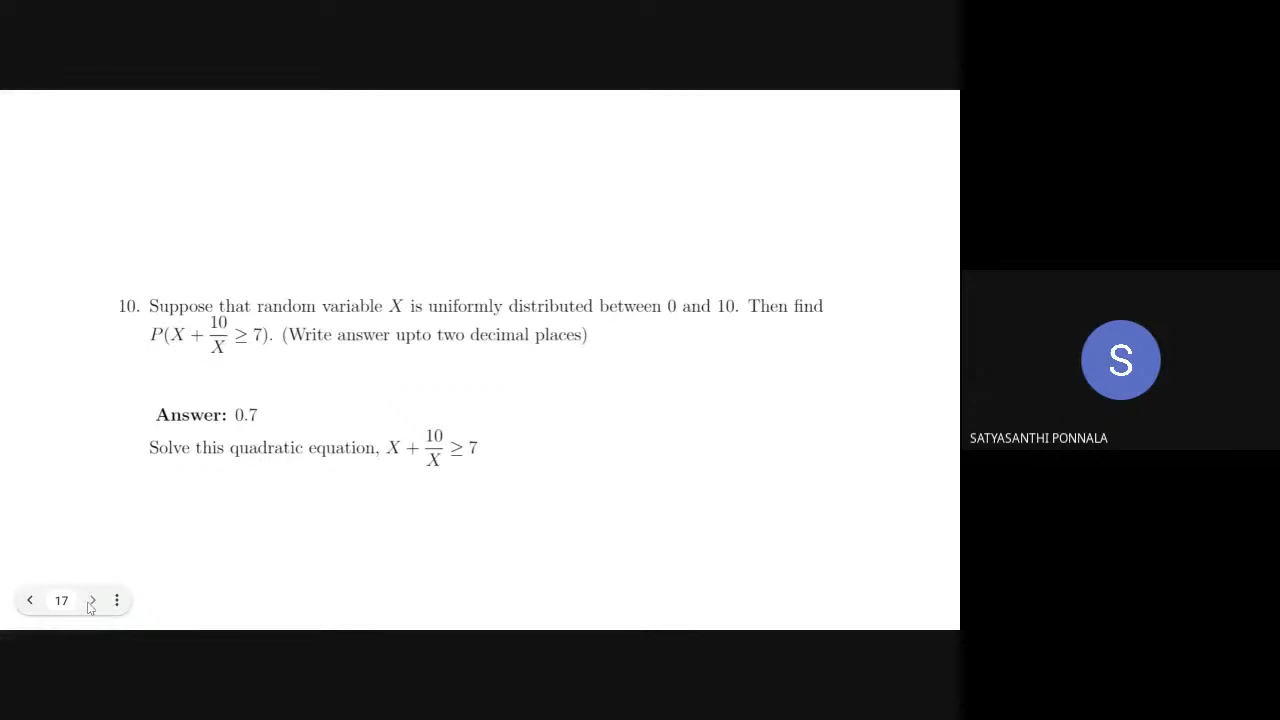 10. Suppose that random variable X is uniformly distributed between 0 and 10. Then find
P(X + 10/X ≥ 7). (Write answer upto two decimal places)
Answer: 0.7
Solve this quadratic equation, X + 10/X ≥ 7
SATYASANTHI PONNALA
S
17